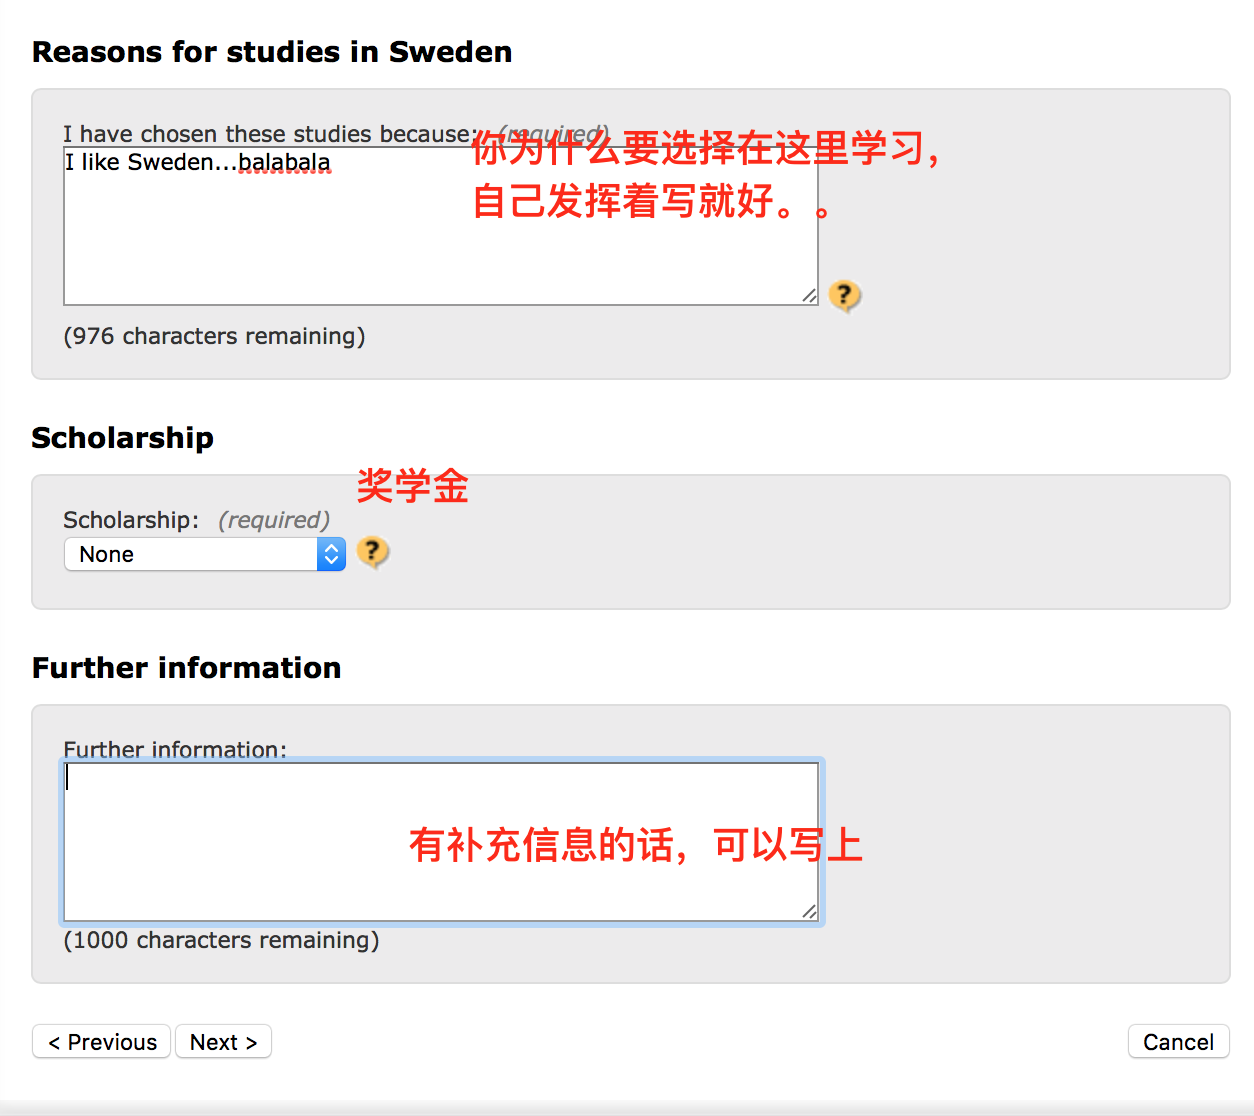 Reasons for studies in Sweden
I have chosen these studies because: (required)
I like Sweden...balabala
你为什么要选择在这里学习，
自己发挥着写就好。。
?
(976 characters remaining)
Scholarship
奖学金
Scholarship: (required)
None
?
Further information
Further information:
有补充信息的话，可以写上
(1000 characters remaining)
< Previous
Next >
Cancel